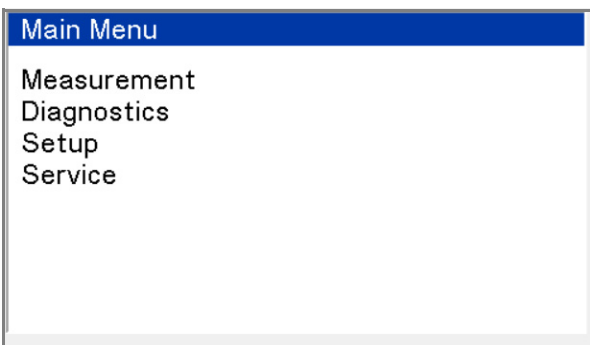 Main Menu
Measurement
Diagnostics
Setup
Service